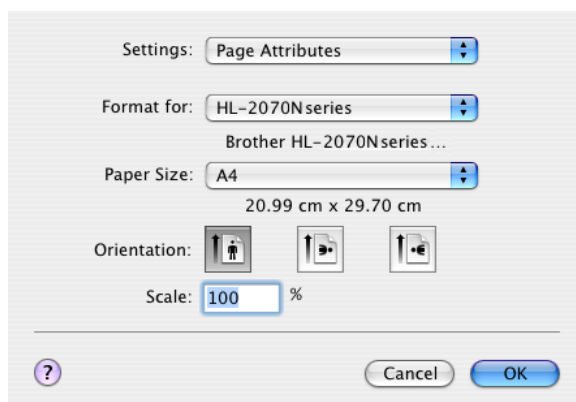 Settings: Page Attributes
Format for: HL-2070N series
Brother HL-2070N series...
Paper Size: A4
20.99 cm x 29.70 cm
Orientation:
Scale: 100 %
? Cancel OK